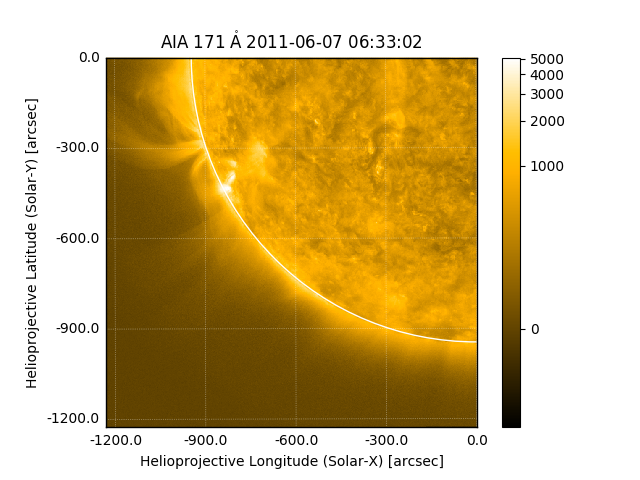 AIA 171 Å 2011-06-07 06:33:02
0.0
-300.0
-600.0
-900.0
-1200.0
Helioprojective Latitude (Solar-Y) [arcsec]
-1200.0 -900.0 -600.0 -300.0 0.0
Helioprojective Longitude (Solar-X) [arcsec]
5000
4000
3000
2000
1000
0